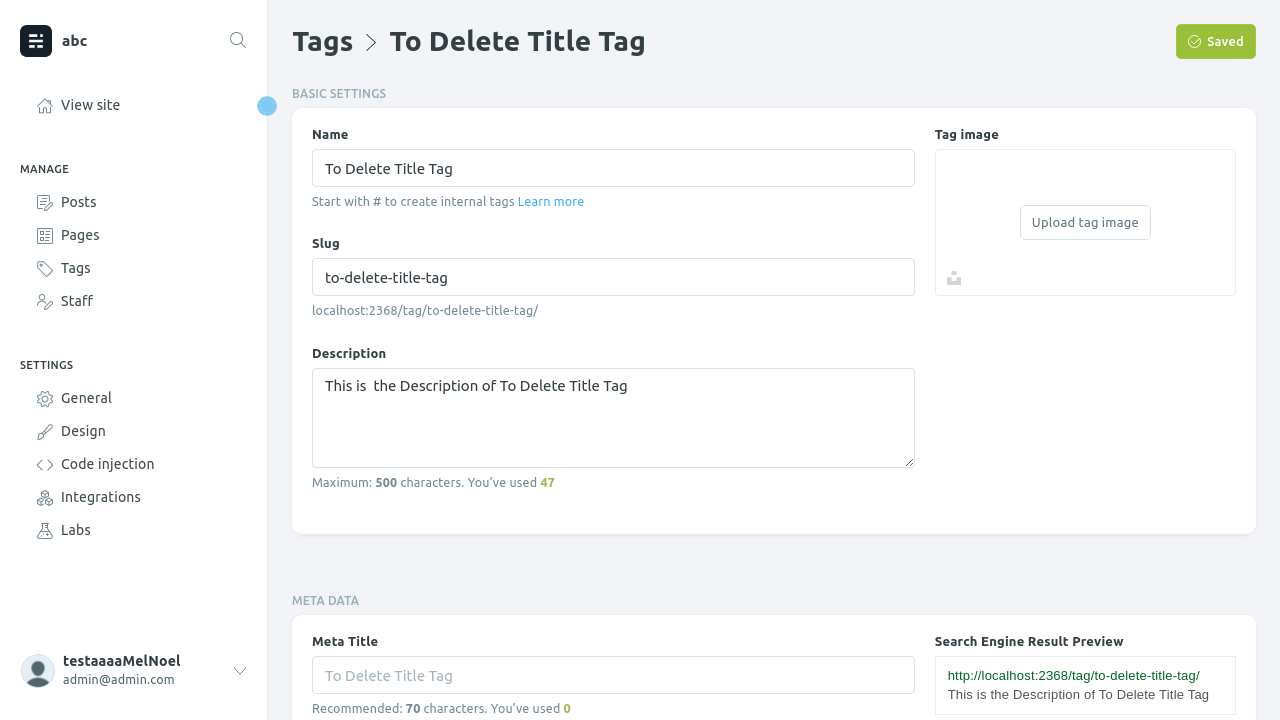 abc
View site
MANAGE
Posts
Pages
Tags
Staff
SETTINGS
General
Design
Code injection
Integrations
Labs
testaaaaMelNoel
admin@admin.com
Tags > To Delete Title Tag
Saved
BASIC SETTINGS
Name
To Delete Title Tag
Start with # to create internal tags Learn more
Slug
to-delete-title-tag
localhost:2368/tag/to-delete-title-tag/
Description
This is  the Description of To Delete Title Tag
Maximum: 500 characters. You’ve used 47
Tag image
Upload tag image
META DATA
Meta Title
To Delete Title Tag
Recommended: 70 characters. You’ve used 0
Search Engine Result Preview
http://localhost:2368/tag/to-delete-title-tag/
This is the Description of To Delete Title Tag